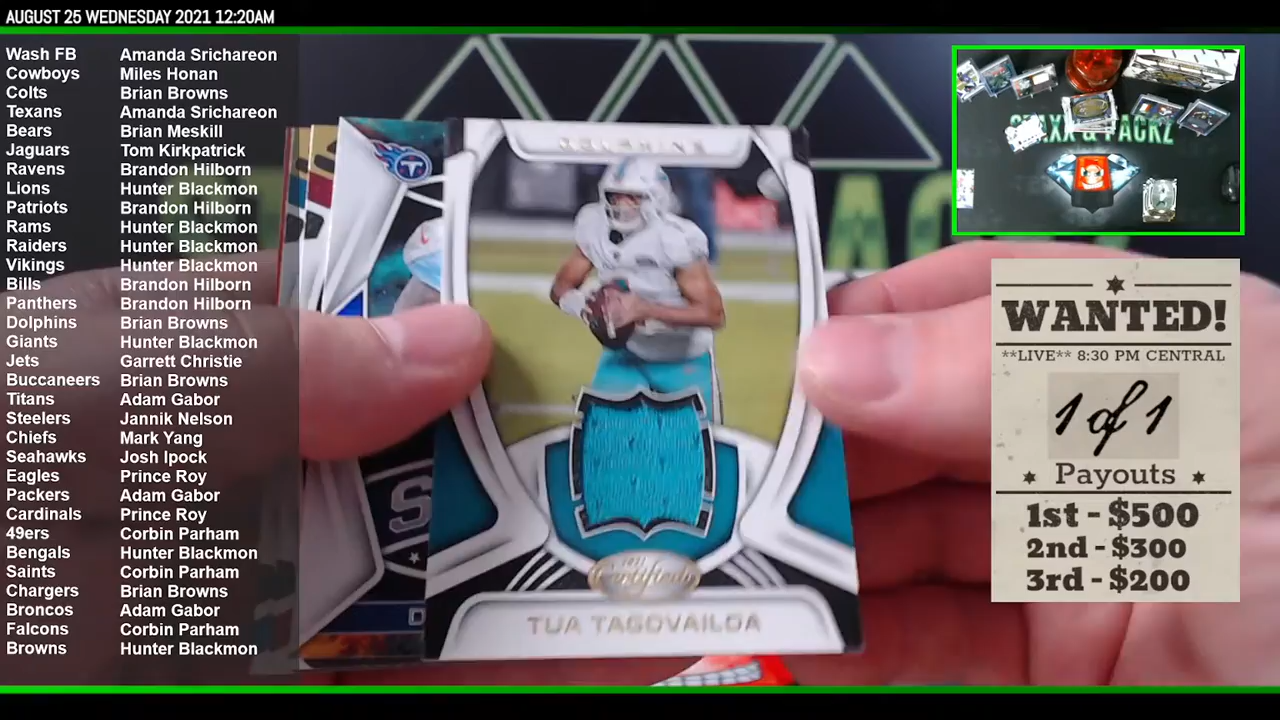 AUGUST 25 WEDNESDAY 2021 12:20AM
Wash FB Amanda Srichareon
Cowboys Miles Honan
Colts Brian Browns
Texans Amanda Srichareon
Bears Brian Meskill
Jaguars Tom Kirkpatrick
Ravens Brandon Hilborn
Lions Hunter Blackmon
Patriots Brandon Hilborn
Rams Hunter Blackmon
Raiders Hunter Blackmon
Vikings Hunter Blackmon
Bills Brandon Hilborn
Panthers Brandon Hilborn
Dolphins Brian Browns
Giants Hunter Blackmon
Jets Garrett Christie
Buccaneers Brian Browns
Titans Adam Gabor
Steelers Jannik Nelson
Chiefs Mark Yang
Seahawks Josh Ipock
Eagles Prince Roy
Packers Adam Gabor
Cardinals Prince Roy
49ers Corbin Parham
Bengals Hunter Blackmon
Saints Corbin Parham
Chargers Brian Browns
Broncos Adam Gabor
Falcons Corbin Parham
Browns Hunter Blackmon
DOLPHINS
2021
Certified
TUA TAGOVAILOA
T
S
D
& PACKZ
WANTED!
**LIVE** 8:30 PM CENTRAL
1 of 1
Payouts
1st - $500
2nd - $300
3rd - $200